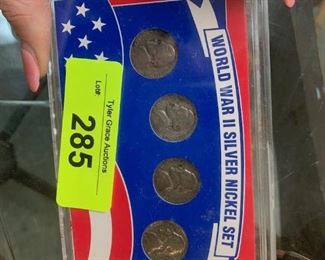 Tyler Grace Auctions
Lot#
285
WORLD WAR II SILVER NICKEL SET